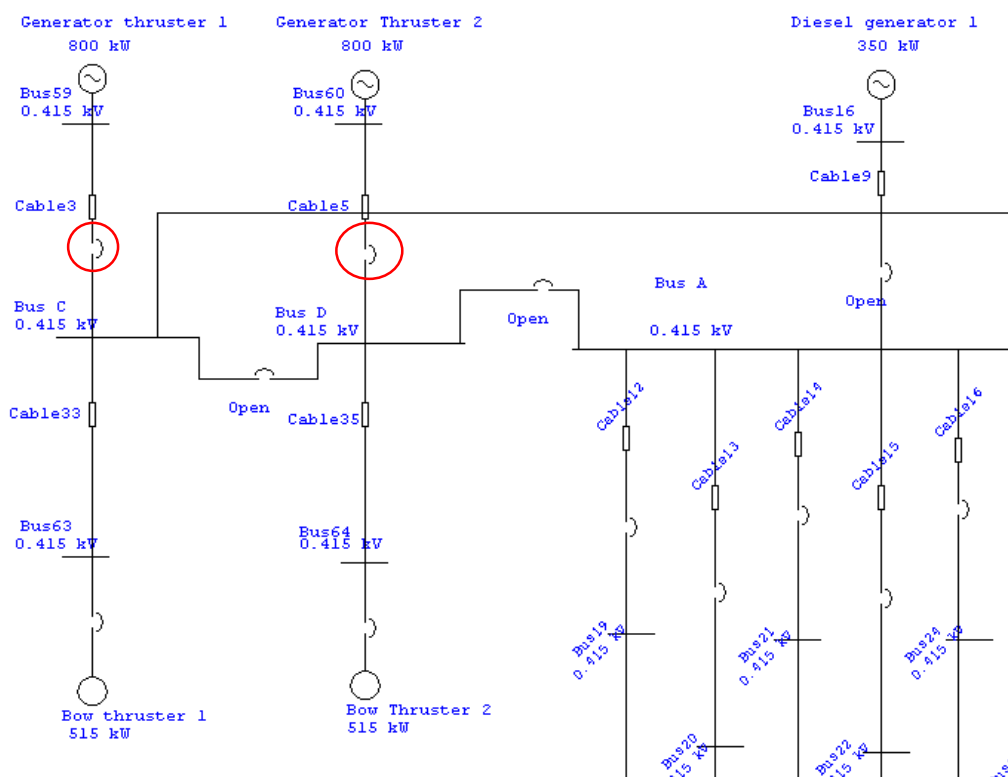 Generator thruster 1
800 kW
Generator Thruster 2
800 kW
Diesel generator 1
350 kW
Bus59
0.415 kV
Bus60
0.415 kV
Bus16
0.415 kV
Cable3
Cable5
Cable9
Bus C
0.415 kV
Bus D
0.415 kV
Open
Open
Bus A
0.415 kV
Open
Cable33
Cable35
Cable12
Cable13
Cable14
Cable15
Cable16
Bus63
0.415 kV
Bus64
0.415 kV
Bus19
0.415 kV
Bus21
0.415 kV
Bus24
0.415 kV
Bus20
Bus22
Bow thruster 1
515 kW
Bow Thruster 2
515 kW